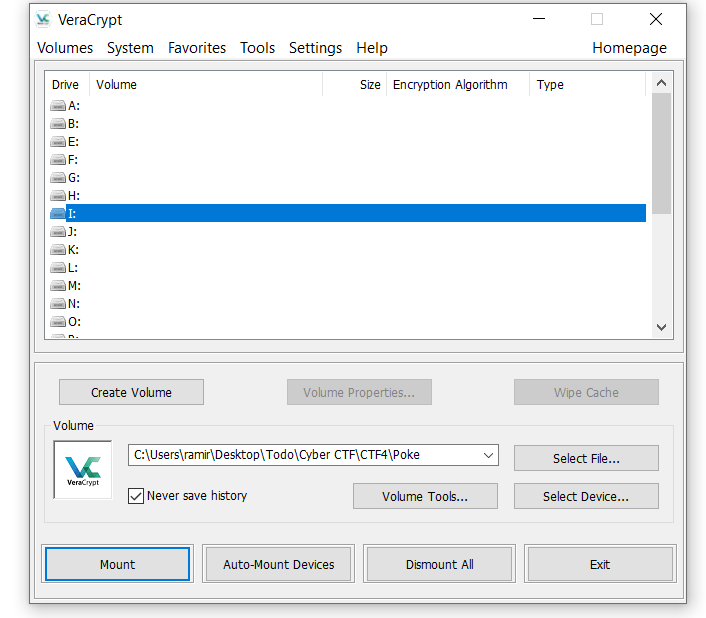 VeraCrypt
Volumes System Favorites Tools Settings Help Homepage
Drive Volume Size Encryption Algorithm Type
A:
B:
E:
F:
G:
H:
I:
J:
K:
L:
M:
N:
O:
Create Volume Volume Properties... Wipe Cache
Volume
C:\Users\ramir\Desktop\Todo\Cyber CTF\CTF4\Poke Select File...
VeraCrypt
Never save history Volume Tools... Select Device...
Mount Auto-Mount Devices Dismount All Exit